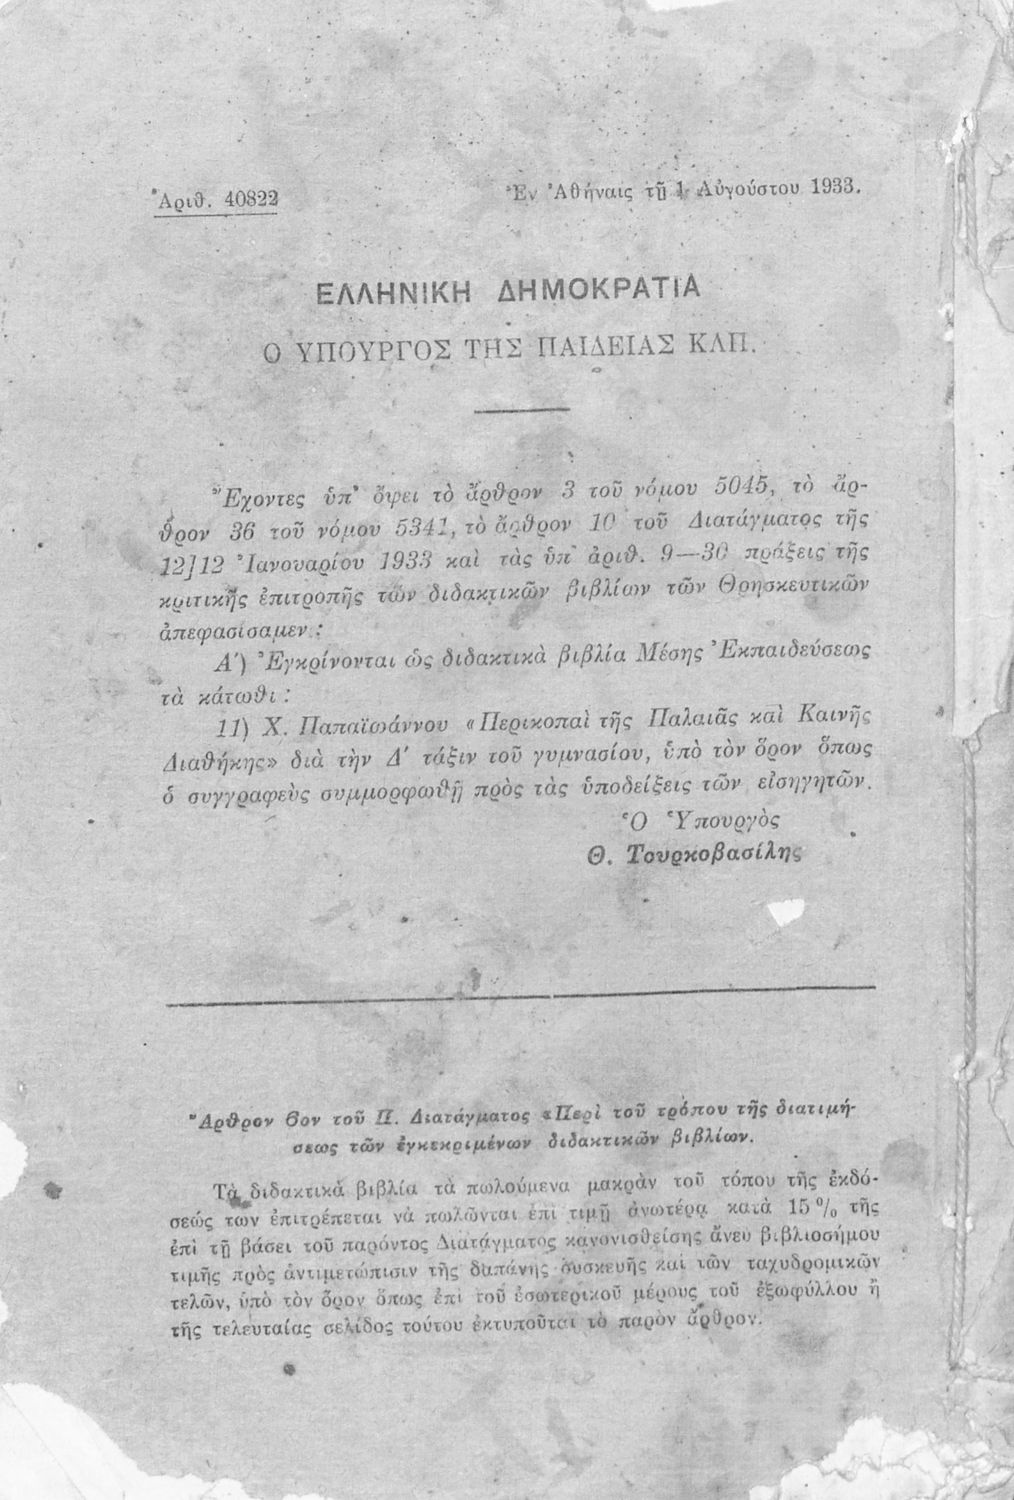 Ἀριθ. 40822
Ἐν Ἀθήναις τῇ 1 Αὐγούστου 1933.
ΕΛΛΗΝΙΚΗ ΔΗΜΟΚΡΑΤΙΑ
Ο ΥΠΟΥΡΓΟΣ ΤΗΣ ΠΑΙΔΕΙΑΣ ΚΛΠ.
Ἔχοντες ὑπ' ὄψει τὸ ἄρθρον 3 τοῦ νόμου 5045, τὸ ἄρ-
θρον 36 τοῦ νόμου 5341, τὸ ἄρθρον 10 τοῦ Διατάγματος τῆς
12]12 Ἰανουαρίου 1933 καὶ τὰς ὑπ' ἀριθ. 9—30 πράξεις τῆς
κριτικῆς ἐπιτροπῆς τῶν διδακτικῶν βιβλίων τῶν Θρησκευτικῶν
ἀπεφασίσαμεν :
Α΄) Ἐγκρίνονται ὡς διδακτικὰ βιβλία Μέσης Ἐκπαιδεύσεως
τὰ κάτωθι :
11) Χ. Παπαϊωάννου «Περικοπαὶ τῆς Παλαιᾶς καὶ Καινῆς
Διαθήκης» διὰ τὴν Δ΄ τάξιν τοῦ γυμνασίου, ὑπὸ τὸν ὅρον ὅπως
ὁ συγγραφεὺς συμμορφωθῇ πρὸς τὰς ὑποδείξεις τῶν εἰσηγητῶν.
Ὁ Ὑπουργὸς
Θ. Τουρκοβασίλης
Ἄρθρον 6ον τοῦ Π. Διατάγματος «Περὶ τοῦ τρόπου τῆς διατιμή-
σεως τῶν ἐγκεκριμένων διδακτικῶν βιβλίων.
Τὰ διδακτικὰ βιβλία τὰ πωλούμενα μακρὰν τοῦ τόπου τῆς ἐκδό-
σεώς των ἐπιτρέπεται νὰ πωλῶνται ἐπὶ τιμῇ ἀνωτέρᾳ κατὰ 15 % τῆς
ἐπὶ τῇ βάσει τοῦ παρόντος Διατάγματος κανονισθείσης ἄνευ βιβλιοσήμου
τιμῆς πρὸς ἀντιμετώπισιν τῆς δαπάνης συσκευῆς καὶ τῶν ταχυδρομικῶν
τελῶν, ὑπὸ τὸν ὅρον ὅπως ἐπὶ τοῦ ἐσωτερικοῦ μέρους τοῦ ἐξωφύλλου ἢ
τῆς τελευταίας σελίδος τούτου ἐκτυποῦται τὸ παρὸν ἄρθρον.